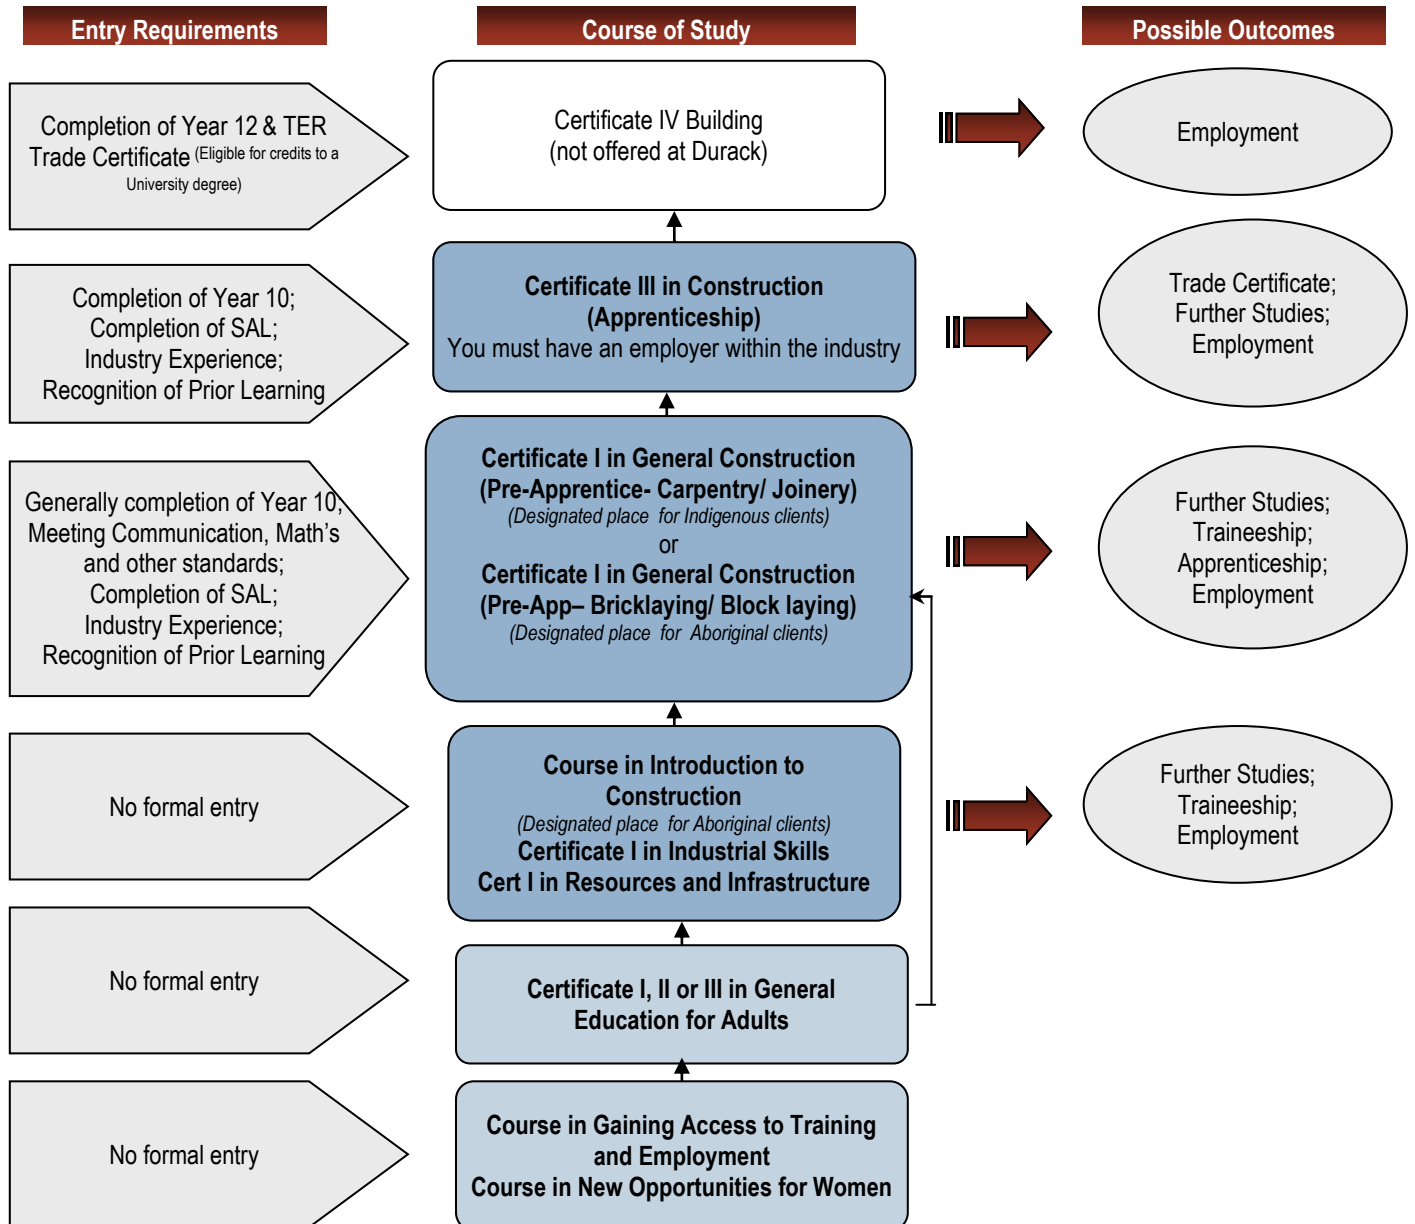 Entry Requirements
Course of Study
Possible Outcomes
Completion of Year 12 & TER
Trade Certificate (Eligible for credits to a
University degree)
Certificate IV Building
(not offered at Durack)
Employment
Completion of Year 10;
Completion of SAL;
Industry Experience;
Recognition of Prior Learning
Certificate III in Construction
(Apprenticeship)
You must have an employer within the industry
Trade Certificate;
Further Studies;
Employment
Generally completion of Year 10;
Meeting Communication, Math's
and other standards;
Completion of SAL;
Industry Experience;
Recognition of Prior Learning
Certificate I in General Construction
(Pre-Apprentice- Carpentry/ Joinery)
(Designated place for Indigenous clients)
or
Certificate I in General Construction
(Pre-App– Bricklaying/ Block laying)
(Designated place for Aboriginal clients)
Further Studies;
Traineeship;
Apprenticeship;
Employment
No formal entry
Course in Introduction to
Construction
(Designated place for Aboriginal clients)
Certificate I in Industrial Skills
Cert I in Resources and Infrastructure
Further Studies;
Traineeship;
Employment
No formal entry
Certificate I, II or III in General
Education for Adults
No formal entry
Course in Gaining Access to Training
and Employment
Course in New Opportunities for Women